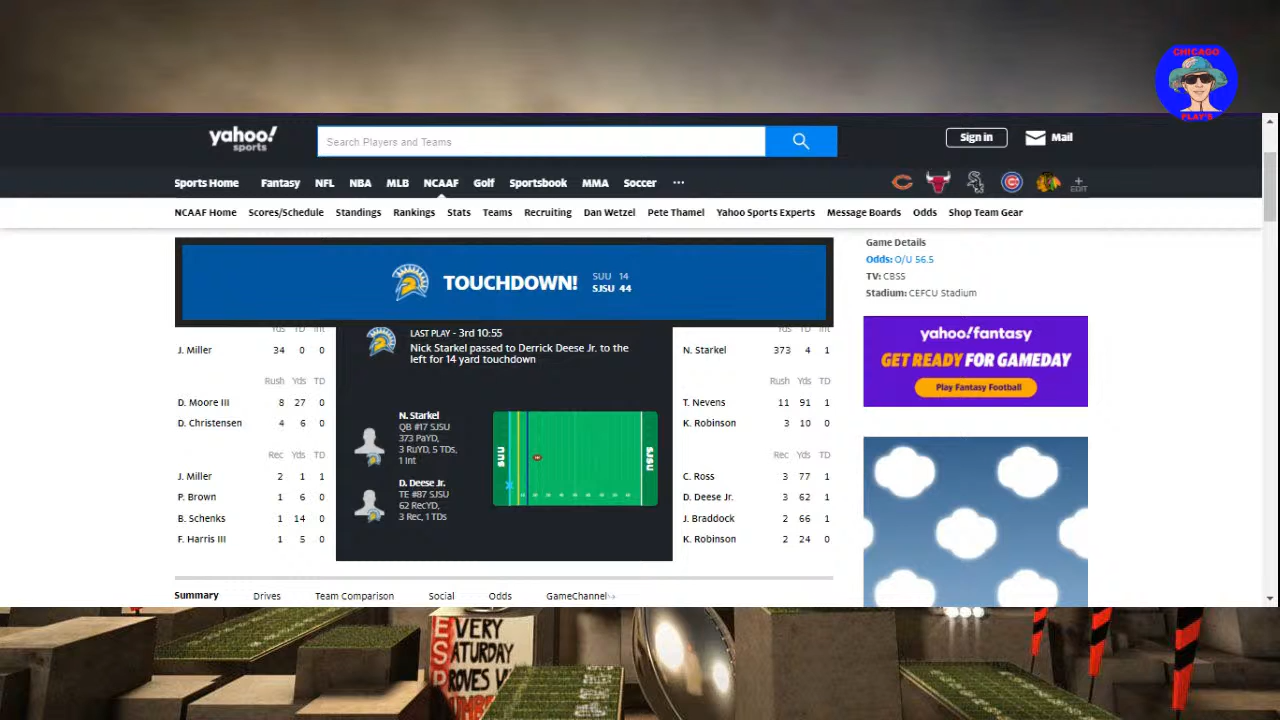 CHICAGO
PLAY'S
yahoo!
sports
Search Players and Teams
Sign in
Mail
Sports Home Fantasy NFL NBA MLB NCAAF Golf Sportsbook MMA Soccer ...
+
EDIT
NCAAF Home Scores/Schedule Standings Rankings Stats Teams Recruiting Dan Wetzel Pete Thamel Yahoo Sports Experts Message Boards Odds Shop Team Gear
TOUCHDOWN!
SUU 14
SJSU 44
Yds TD Int
J. Miller 34 0 0
Rush Yds TD
D. Moore III 8 27 0
D. Christensen 4 6 0
Rec Yds TD
J. Miller 2 1 1
P. Brown 1 6 0
B. Schenks 1 14 0
F. Harris III 1 5 0
LAST PLAY - 3rd 10:55
Nick Starkel passed to Derrick Deese Jr. to the
left for 14 yard touchdown
N. Starkel
QB #17 SJSU
373 PaYD,
3 RuYD, 5 TDs,
1 Int
D. Deese Jr.
TE #87 SJSU
62 RecYD,
3 Rec, 1 TDs
SUU
SJSU
Yds TD Int
N. Starkel 373 4 1
Rush Yds TD
T. Nevens 11 91 1
K. Robinson 3 10 0
Rec Yds TD
C. Ross 3 77 1
D. Deese Jr. 3 62 1
J. Braddock 2 66 1
K. Robinson 2 24 0
Game Details
Odds: O/U 56.5
TV: CBSS
Stadium: CEFCU Stadium
yahoo!fantasy
GET READY FOR GAMEDAY
Play Fantasy Football
Summary Drives Team Comparison Social Odds GameChannel
EVERY
SATURDAY
PROVES